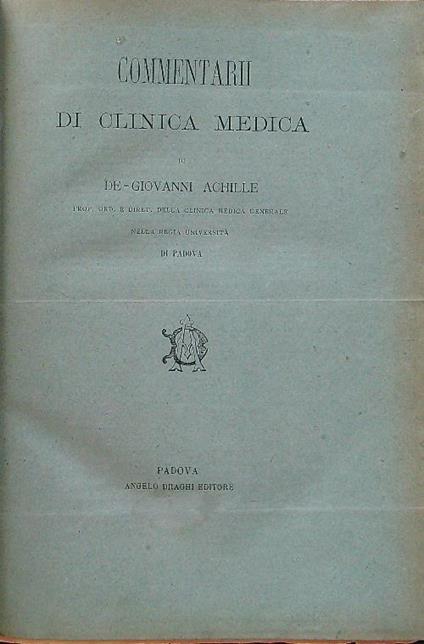 COMMENTARII
DI CLINICA MEDICA
DI
DE-GIOVANNI ACHILLE
PROF. ORD. E DIRET. DELLA CLINICA MEDICA GENERALE
NELLA REGIA UNIVERSITÀ
DI PADOVA
PADOVA
ANGELO DRAGHI EDITORE